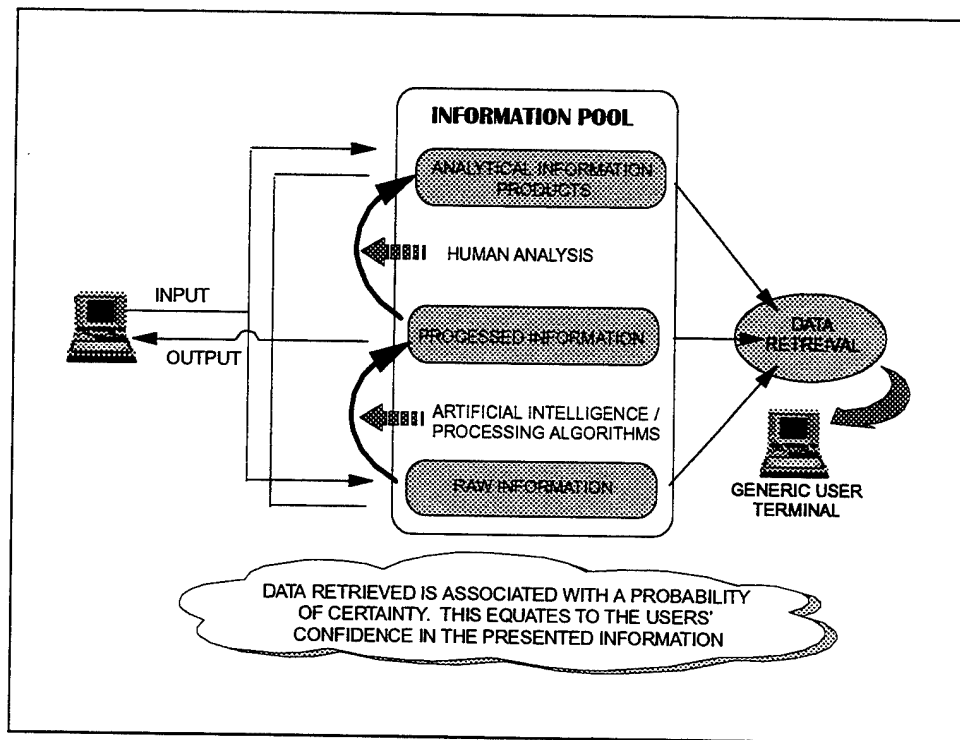 INFORMATION POOL
ANALYTICAL INFORMATION
PRODUCTS
HUMAN ANALYSIS
INPUT
PROCESSED INFORMATION
OUTPUT
DATA
RETREIVAL
ARTIFICIAL INTELLIGENCE /
PROCESSING ALGORITHMS
RAW INFORMATION
GENERIC USER
TERMINAL
DATA RETRIEVED IS ASSOCIATED WITH A PROBABILITY
OF CERTAINTY. THIS EQUATES TO THE USERS'
CONFIDENCE IN THE PRESENTED INFORMATION